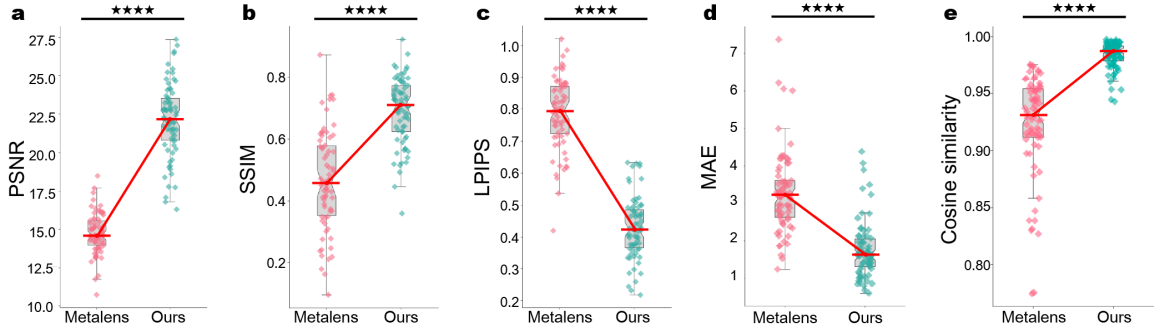 a
★★★★
PSNR
27.5
25.0
22.5
20.0
17.5
15.0
12.5
10.0
Metalens Ours
b
★★★★
SSIM
0.8
0.6
0.4
0.2
Metalens Ours
c
★★★★
LPIPS
1.0
0.9
0.8
0.7
0.6
0.5
0.4
0.3
0.2
Metalens Ours
d
★★★★
MAE
7
6
5
4
3
2
1
Metalens Ours
e
★★★★
Cosine similarity
1.00
0.95
0.90
0.85
0.80
Metalens Ours